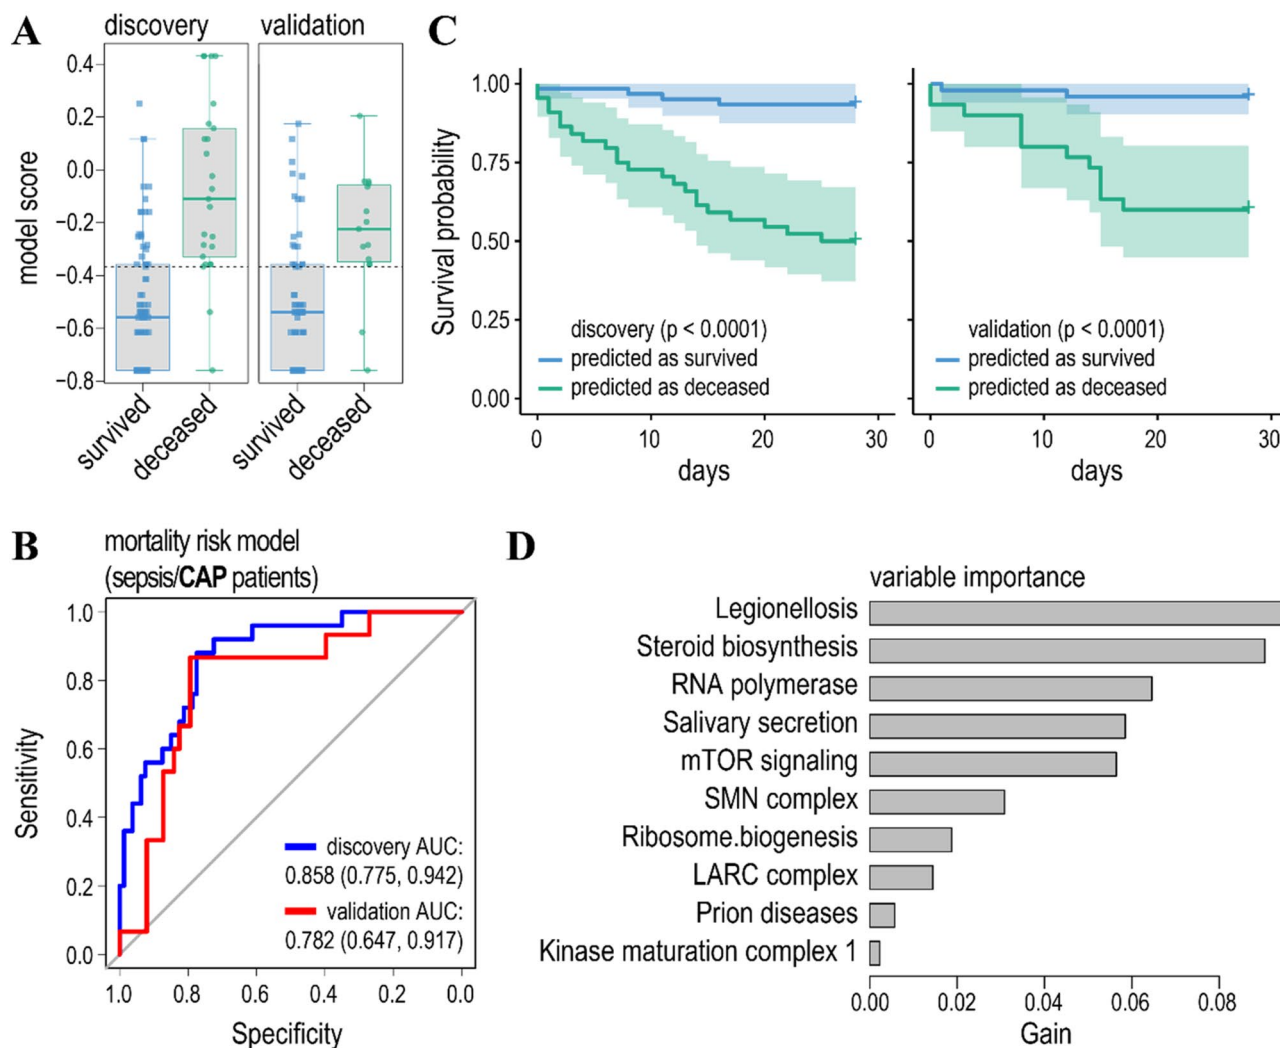 A
discovery
validation
model score
0.4
0.2
0.0
−0.2
−0.4
−0.6
−0.8
survived
deceased
survived
deceased
C
Survival probability
1.00
0.75
0.50
0.25
0.00
discovery (p < 0.0001)
predicted as survived
predicted as deceased
0 10 20 30
days
validation (p < 0.0001)
predicted as survived
predicted as deceased
0 10 20 30
days
B
mortality risk model
(sepsis/CAP patients)
Sensitivity
1.0
0.8
0.6
0.4
0.2
0.0
discovery AUC:
0.858 (0.775, 0.942)
validation AUC:
0.782 (0.647, 0.917)
1.0 0.8 0.6 0.4 0.2 0.0
Specificity
D
variable importance
Legionellosis
Steroid biosynthesis
RNA polymerase
Salivary secretion
mTOR signaling
SMN complex
Ribosome.biogenesis
LARC complex
Prion diseases
Kinase maturation complex 1
0.00 0.02 0.04 0.06 0.08
Gain